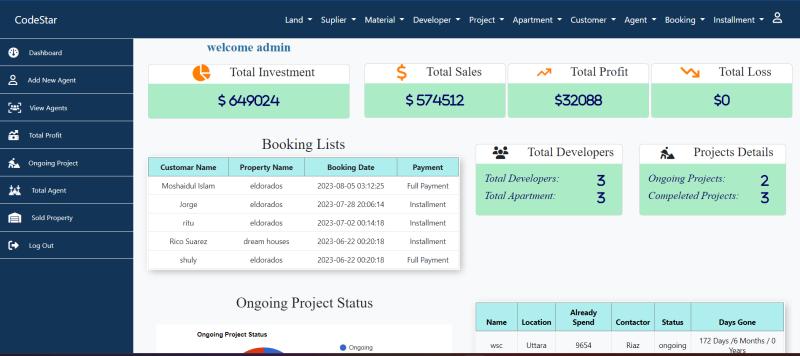 CodeStar
Land Suplier Material Developer Project Apartment Customer Agent Booking Installment
Dashboard
Add New Agent
View Agents
Total Profit
Ongoing Project
Total Agent
Sold Property
Log Out
welcome admin
Total Investment
$ 649024
Total Sales
$ 574512
Total Profit
$32088
Total Loss
$0
Booking Lists
Customar Name Property Name Booking Date Payment
Moshaidul Islam eldorados 2023-08-05 03:12:25 Full Payment
Jorge eldorados 2023-07-28 20:06:14 Installment
ritu eldorados 2023-07-02 00:14:18 Installment
Rico Suarez dream houses 2023-06-22 00:20:18 Installment
shuly eldorados 2023-06-22 00:20:18 Full Payment
Total Developers
Total Developers: 3
Total Apartment: 3
Projects Details
Ongoing Projects: 2
Compeleted Projects: 3
Ongoing Project Status
Ongoing Project Status
Ongoing
Name Location Already Spend Contactor Status Days Gone
wsc Uttara 9654 Riaz ongoing 172 Days /6 Months / 0 Years